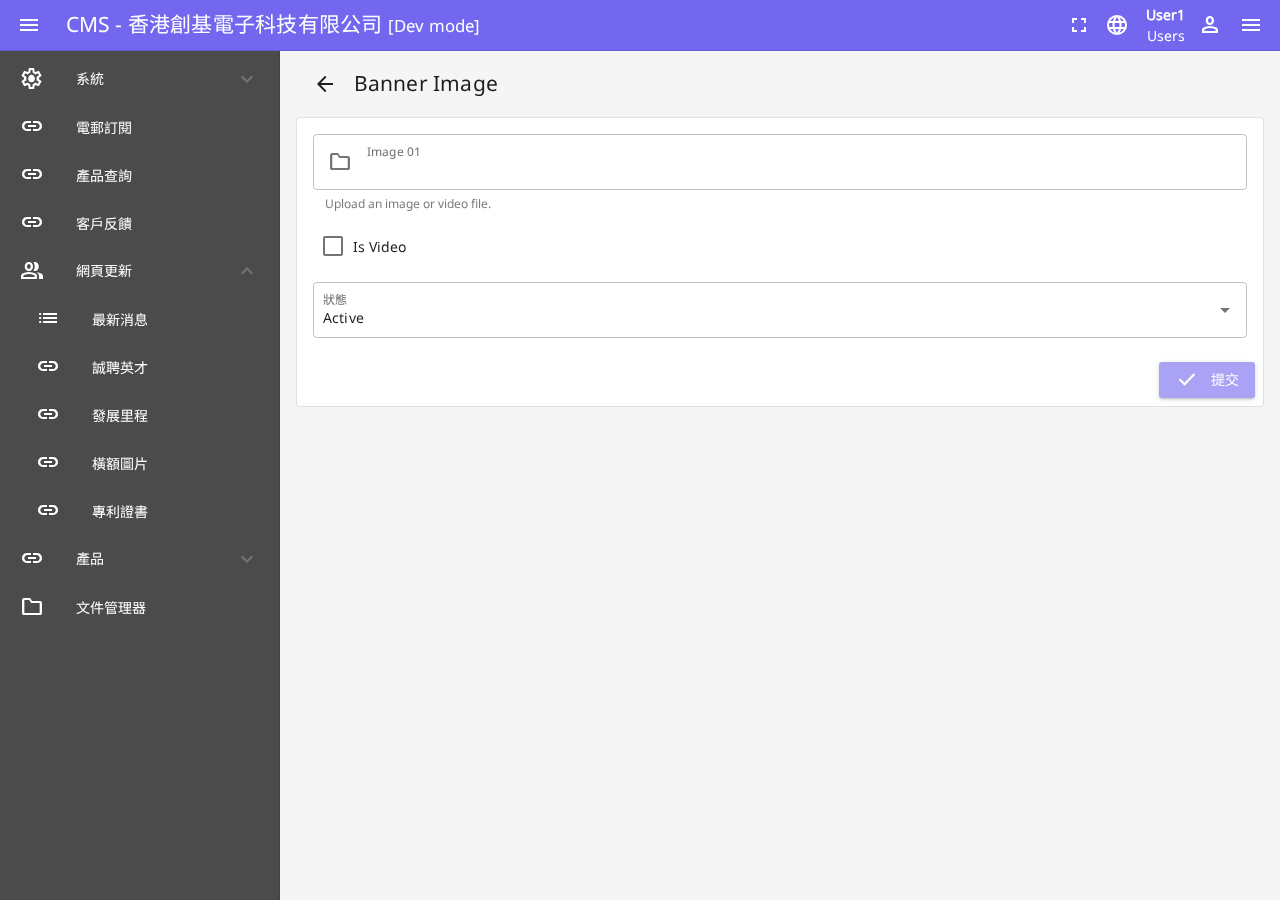 CMS - 香港創基電子科技有限公司 [Dev mode]
User1
Users
系統
電郵訂閱
產品查詢
客戶反饋
網頁更新
最新消息
誠聘英才
發展里程
橫額圖片
專利證書
產品
文件管理器
Banner Image
Image 01
Upload an image or video file.
Is Video
狀態
Active
提交